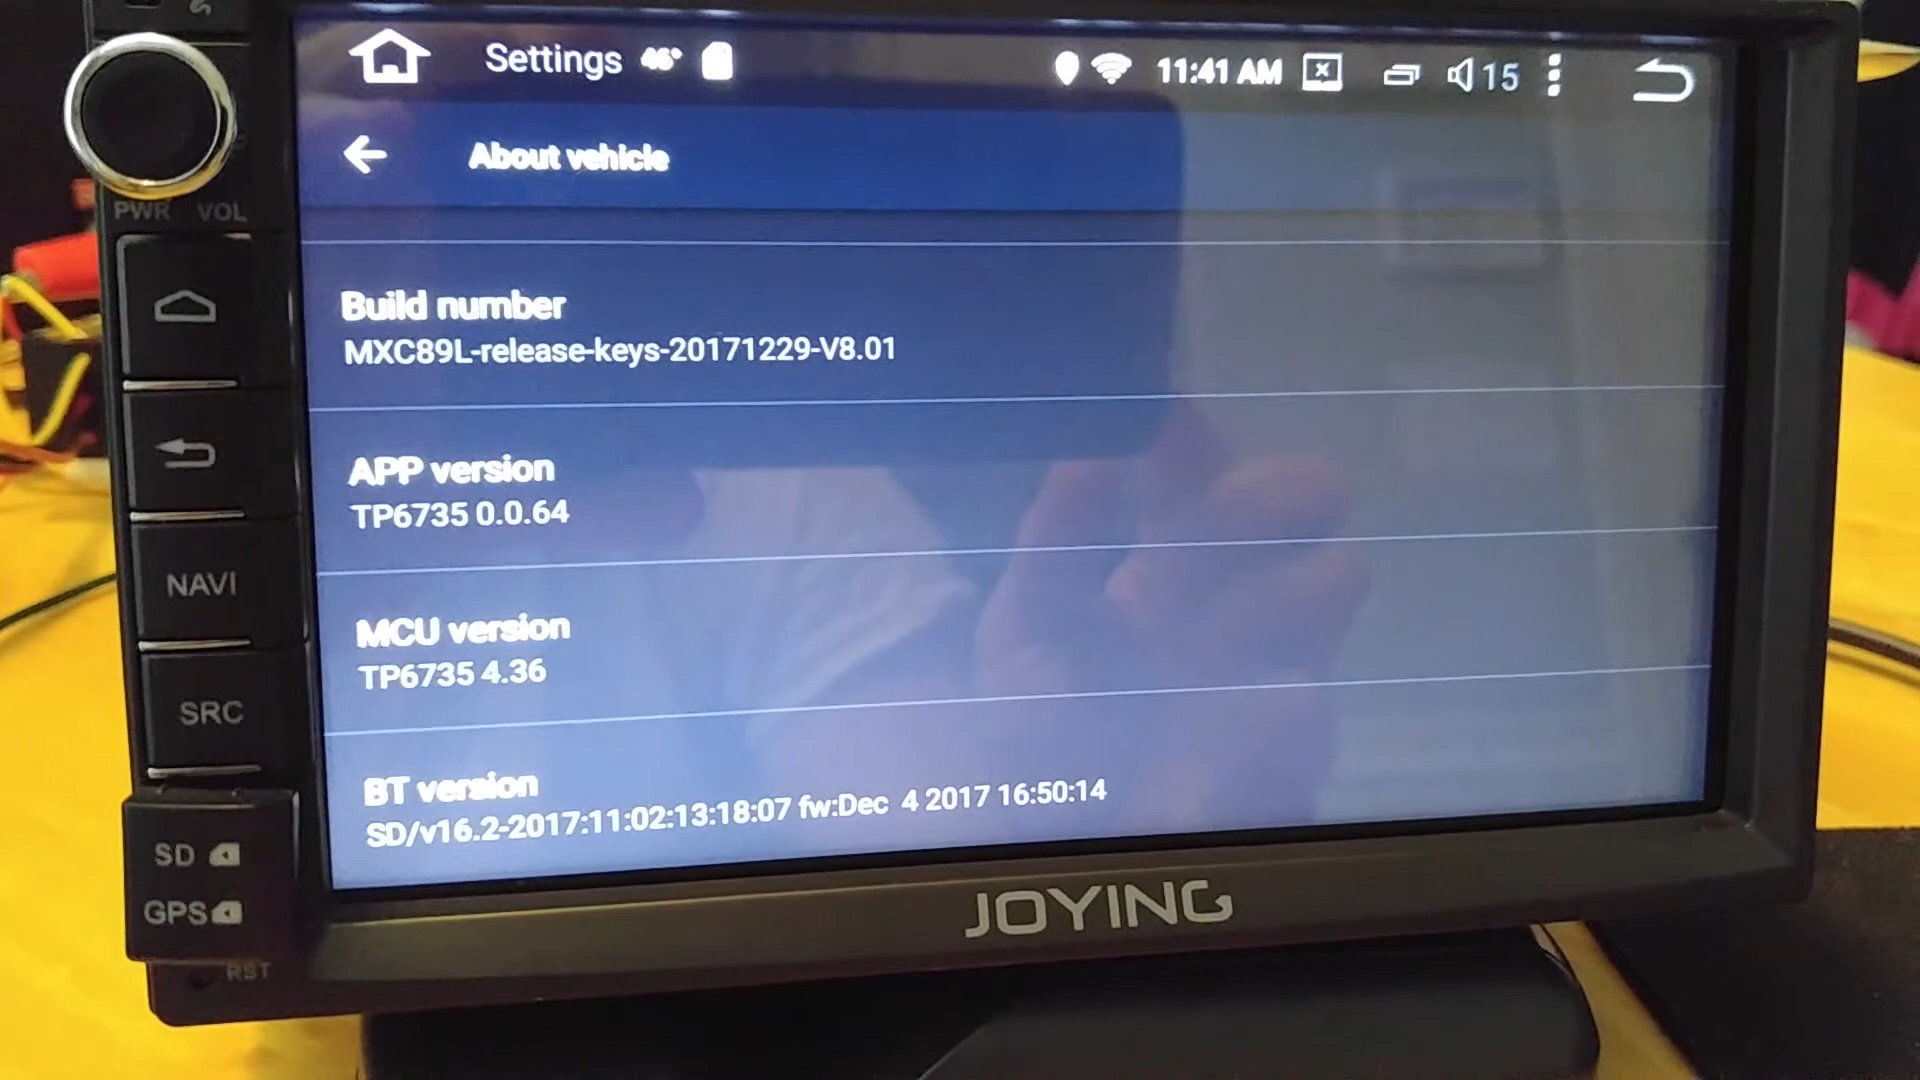 Settings 46° 11:41 AM 15
About vehicle
PWR VOL
Build number
MXC89L-release-keys-20171229-V8.01
APP version
TP6735 0.0.64
NAVI
MCU version
TP6735 4.36
SRC
BT version
SD/v16.2-2017:11:02:13:18:07 fw:Dec 4 2017 16:50:14
SD
GPS
JOYING
RST